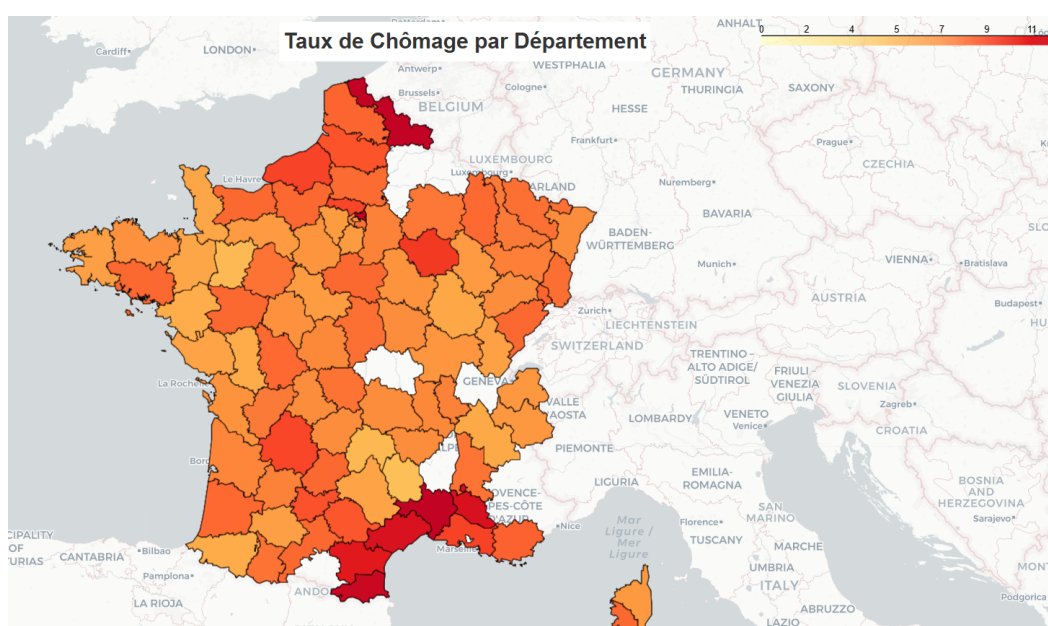 Taux de Chômage par Département
0 2 4 5 7 9 11
ANHALT
WESTPHALIA
Cardiff
LONDON
Antwerp
GERMANY
THURINGIA
SAXONY
Brussels
Cologne
BELGIUM
HESSE
Frankfurt
Prague
LUXEMBOURG
CZECHIA
Luxembourg
Le Havre
AARLAND
Nuremberg
BAVARIA
BADEN-
WÜRTTEMBERG
Munich
VIENNA
Bratislava
AUSTRIA
Budapest
Zürich
LIECHTENSTEIN
SWITZERLAND
TRENTINO -
ALTO ADIGE/
SÜDTIROL
FRIULI -
VENEZIA
GIULIA
SLOVENIA
La Rochelle
GENEVA
Zagreb
VALLE
AOSTA
LOMBARDY
VENETO
Venice
CROATIA
PIEMONTE
EMILIA-
ROMAGNA
LIGURIA
BOSNIA
AND
HERZEGOVINA
SAN
MARINO
Sarajevo
Mar
Ligure /
Mer
Ligure
Florence
TUSCANY
Nice
MARCHE
CANTABRIA
Bilbao
Marseille
UMBRIA
ITALY
Pamplona
LA RIOJA
Podgorica
ABRUZZO
LAZIO